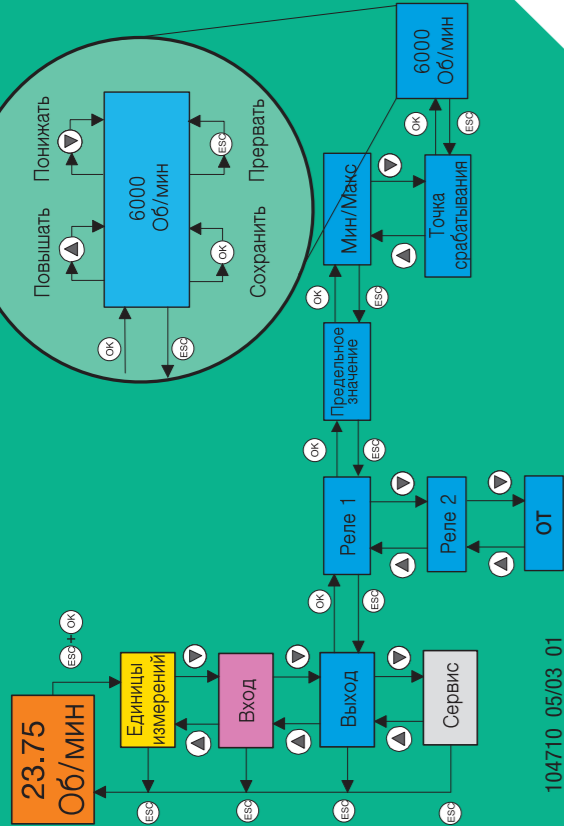 Повышать
Понижать
OK
ESC
6000
Об/мин
OK
ESC
Сохранить
Прервать
23.75
Об/мин
ESC
+
OK
Единицы
измерений
ESC
Вход
ESC
Выход
ESC
Сервис
ESC
OK
ESC
Реле 1
Реле 2
ОТ
OK
ESC
Предельное
значение
OK
ESC
Мин/Макс
Точка
срабатывания
OK
ESC
6000
Об/мин
104710 05/03 01